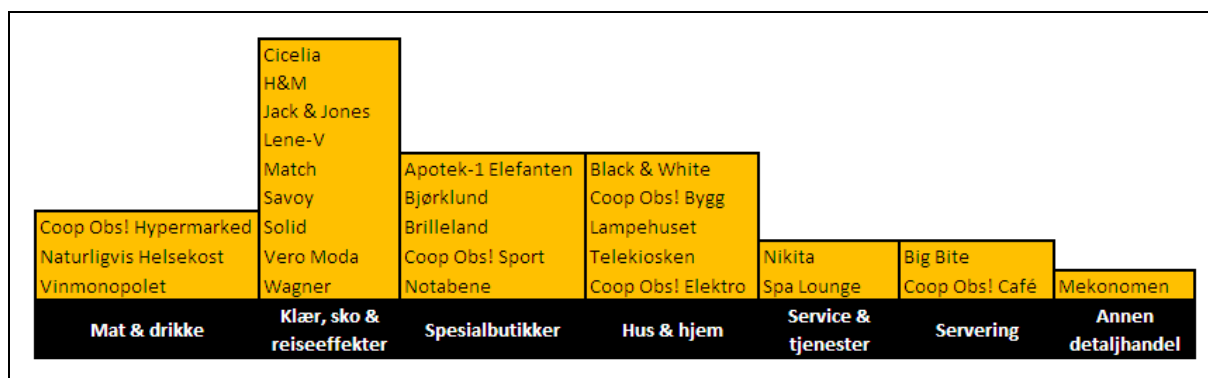 Coop Obs! Hypermarked
Naturligvis Helsekost
Vinmonopolet
Mat & drikke
Cicelia
H&M
Jack & Jones
Lene-V
Match
Savoy
Solid
Vero Moda
Wagner
Klær, sko &
reiseeffekter
Apotek-1 Elefanten
Bjørklund
Brilleland
Coop Obs! Sport
Notabene
Spesialbutikker
Black & White
Coop Obs! Bygg
Lampehuset
Telekiosken
Coop Obs! Elektro
Hus & hjem
Nikita
Spa Lounge
Service &
tjenester
Big Bite
Coop Obs! Café
Servering
Mekonomen
Annen
detaljhandel